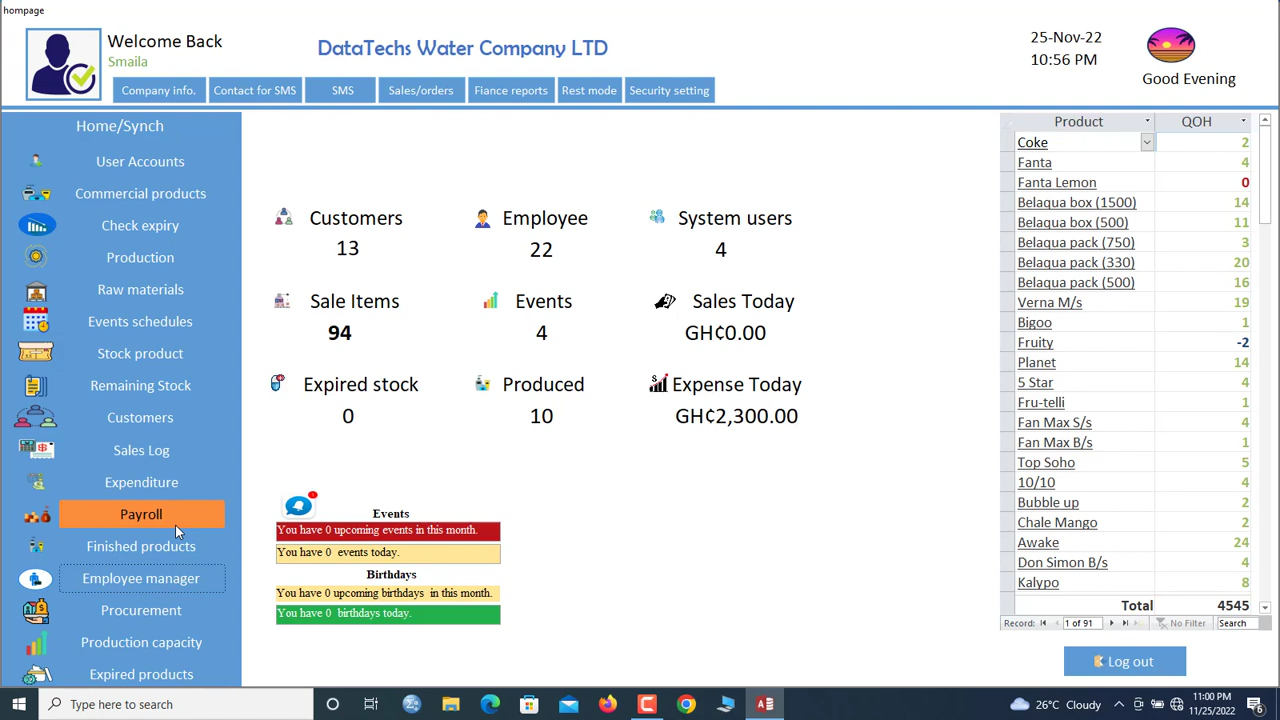 hompage
Welcome Back
Smaila
DataTechs Water Company LTD
25-Nov-22
10:56 PM
Good Evening
Company info.
Contact for SMS
SMS
Sales/orders
Fiance reports
Rest mode
Security setting
Home/Synch
User Accounts
Commercial products
Check expiry
Production
Raw materials
Events schedules
Stock product
Remaining Stock
Customers
Sales Log
Expenditure
Payroll
Finished products
Employee manager
Procurement
Production capacity
Expired products
Customers
13
Employee
22
System users
4
Sale Items
94
Events
4
Sales Today
GH₵0.00
Expired stock
0
Produced
10
Expense Today
GH₵2,300.00
Events
You have 0 upcoming events in this month.
You have 0 events today.
Birthdays
You have 0 upcoming birthdays in this month.
You have 0 birthdays today.
Product QOH
Coke 2
Fanta 4
Fanta Lemon 0
Belaqua box (1500) 14
Belaqua box (500) 11
Belaqua pack (750) 3
Belaqua pack (330) 20
Belaqua pack (500) 16
Verna M/s 19
Bigoo 1
Fruity -2
Planet 14
5 Star 4
Fru-telli 1
Fan Max S/s 4
Fan Max B/s 1
Top Soho 5
10/10 4
Bubble up 2
Chale Mango 2
Awake 24
Don Simon B/s 4
Kalypo 8
Total 4545
Record: 1 of 91 No Filter Search
Log out
Type here to search
26°C Cloudy
11:00 PM
11/25/2022
6